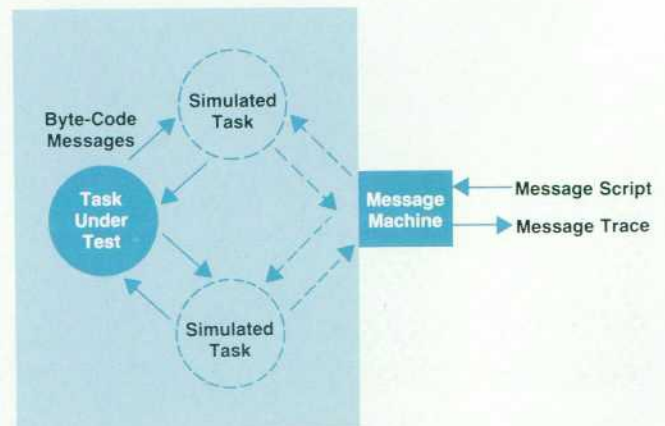 Simulated
Task
Byte-Code
Messages
Task
Under
Test
Message
Machine
Message Script
Message Trace
Simulated
Task